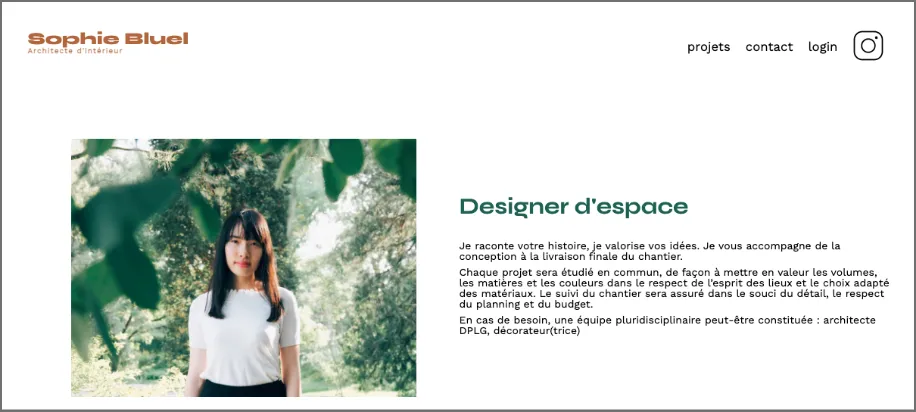 Sophie Bluel
Architecte d'intérieur
projets contact login
Designer d'espace
Je raconte votre histoire, je valorise vos idées. Je vous accompagne de la
conception à la livraison finale du chantier.
Chaque projet sera étudié en commun, de façon à mettre en valeur les volumes,
les matières et les couleurs dans le respect de l'esprit des lieux et le choix adapté
des matériaux. Le suivi du chantier sera assuré dans le souci du détail, le respect
du planning et du budget.
En cas de besoin, une équipe pluridisciplinaire peut-être constituée : architecte
DPLG, décorateur(trice)